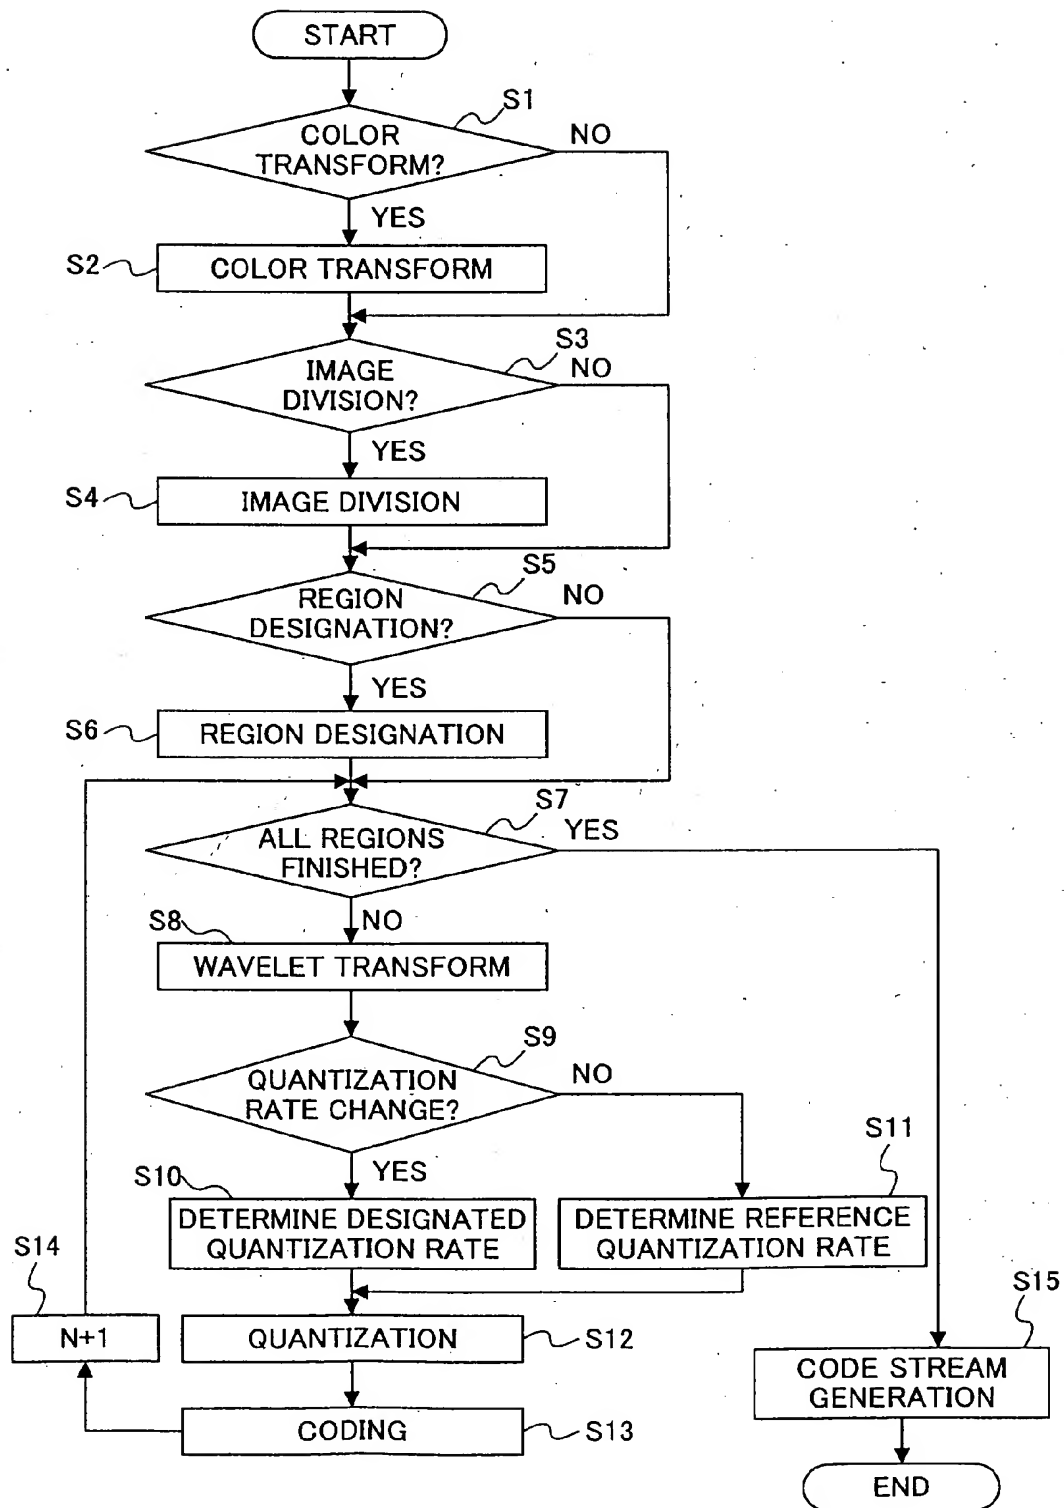 START
S1
COLOR
TRANSFORM?
NO
YES
S2
COLOR TRANSFORM
S3
IMAGE
DIVISION?
NO
YES
S4
IMAGE DIVISION
S5
REGION
DESIGNATION?
NO
YES
S6
REGION DESIGNATION
S7
ALL REGIONS
FINISHED?
YES
NO
S8
WAVELET TRANSFORM
S9
QUANTIZATION
RATE CHANGE?
NO
YES
S10
DETERMINE DESIGNATED
QUANTIZATION RATE
S11
DETERMINE REFERENCE
QUANTIZATION RATE
S14
N+1
QUANTIZATION
S12
S15
CODE STREAM
GENERATION
CODING
S13
END